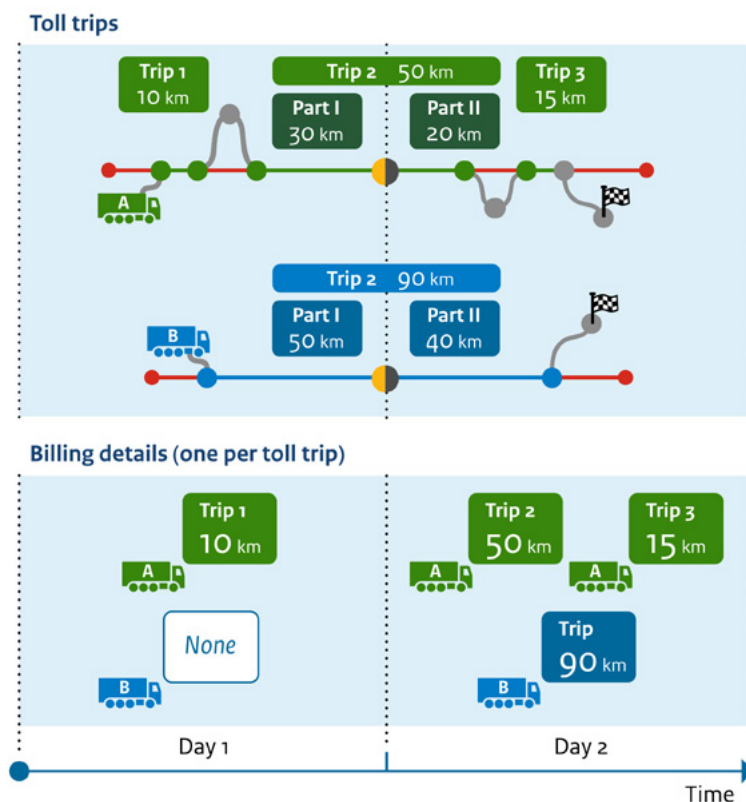 Toll trips
Trip 1
10 km
Trip 2 50 km
Trip 3
15 km
Part I
30 km
Part II
20 km
A
Trip 2 90 km
B
Part I
50 km
Part II
40 km
Billing details (one per toll trip)
Trip 1
10 km
A
Trip 2
50 km
A
Trip 3
15 km
A
None
B
Trip
90 km
B
Day 1
Day 2
Time